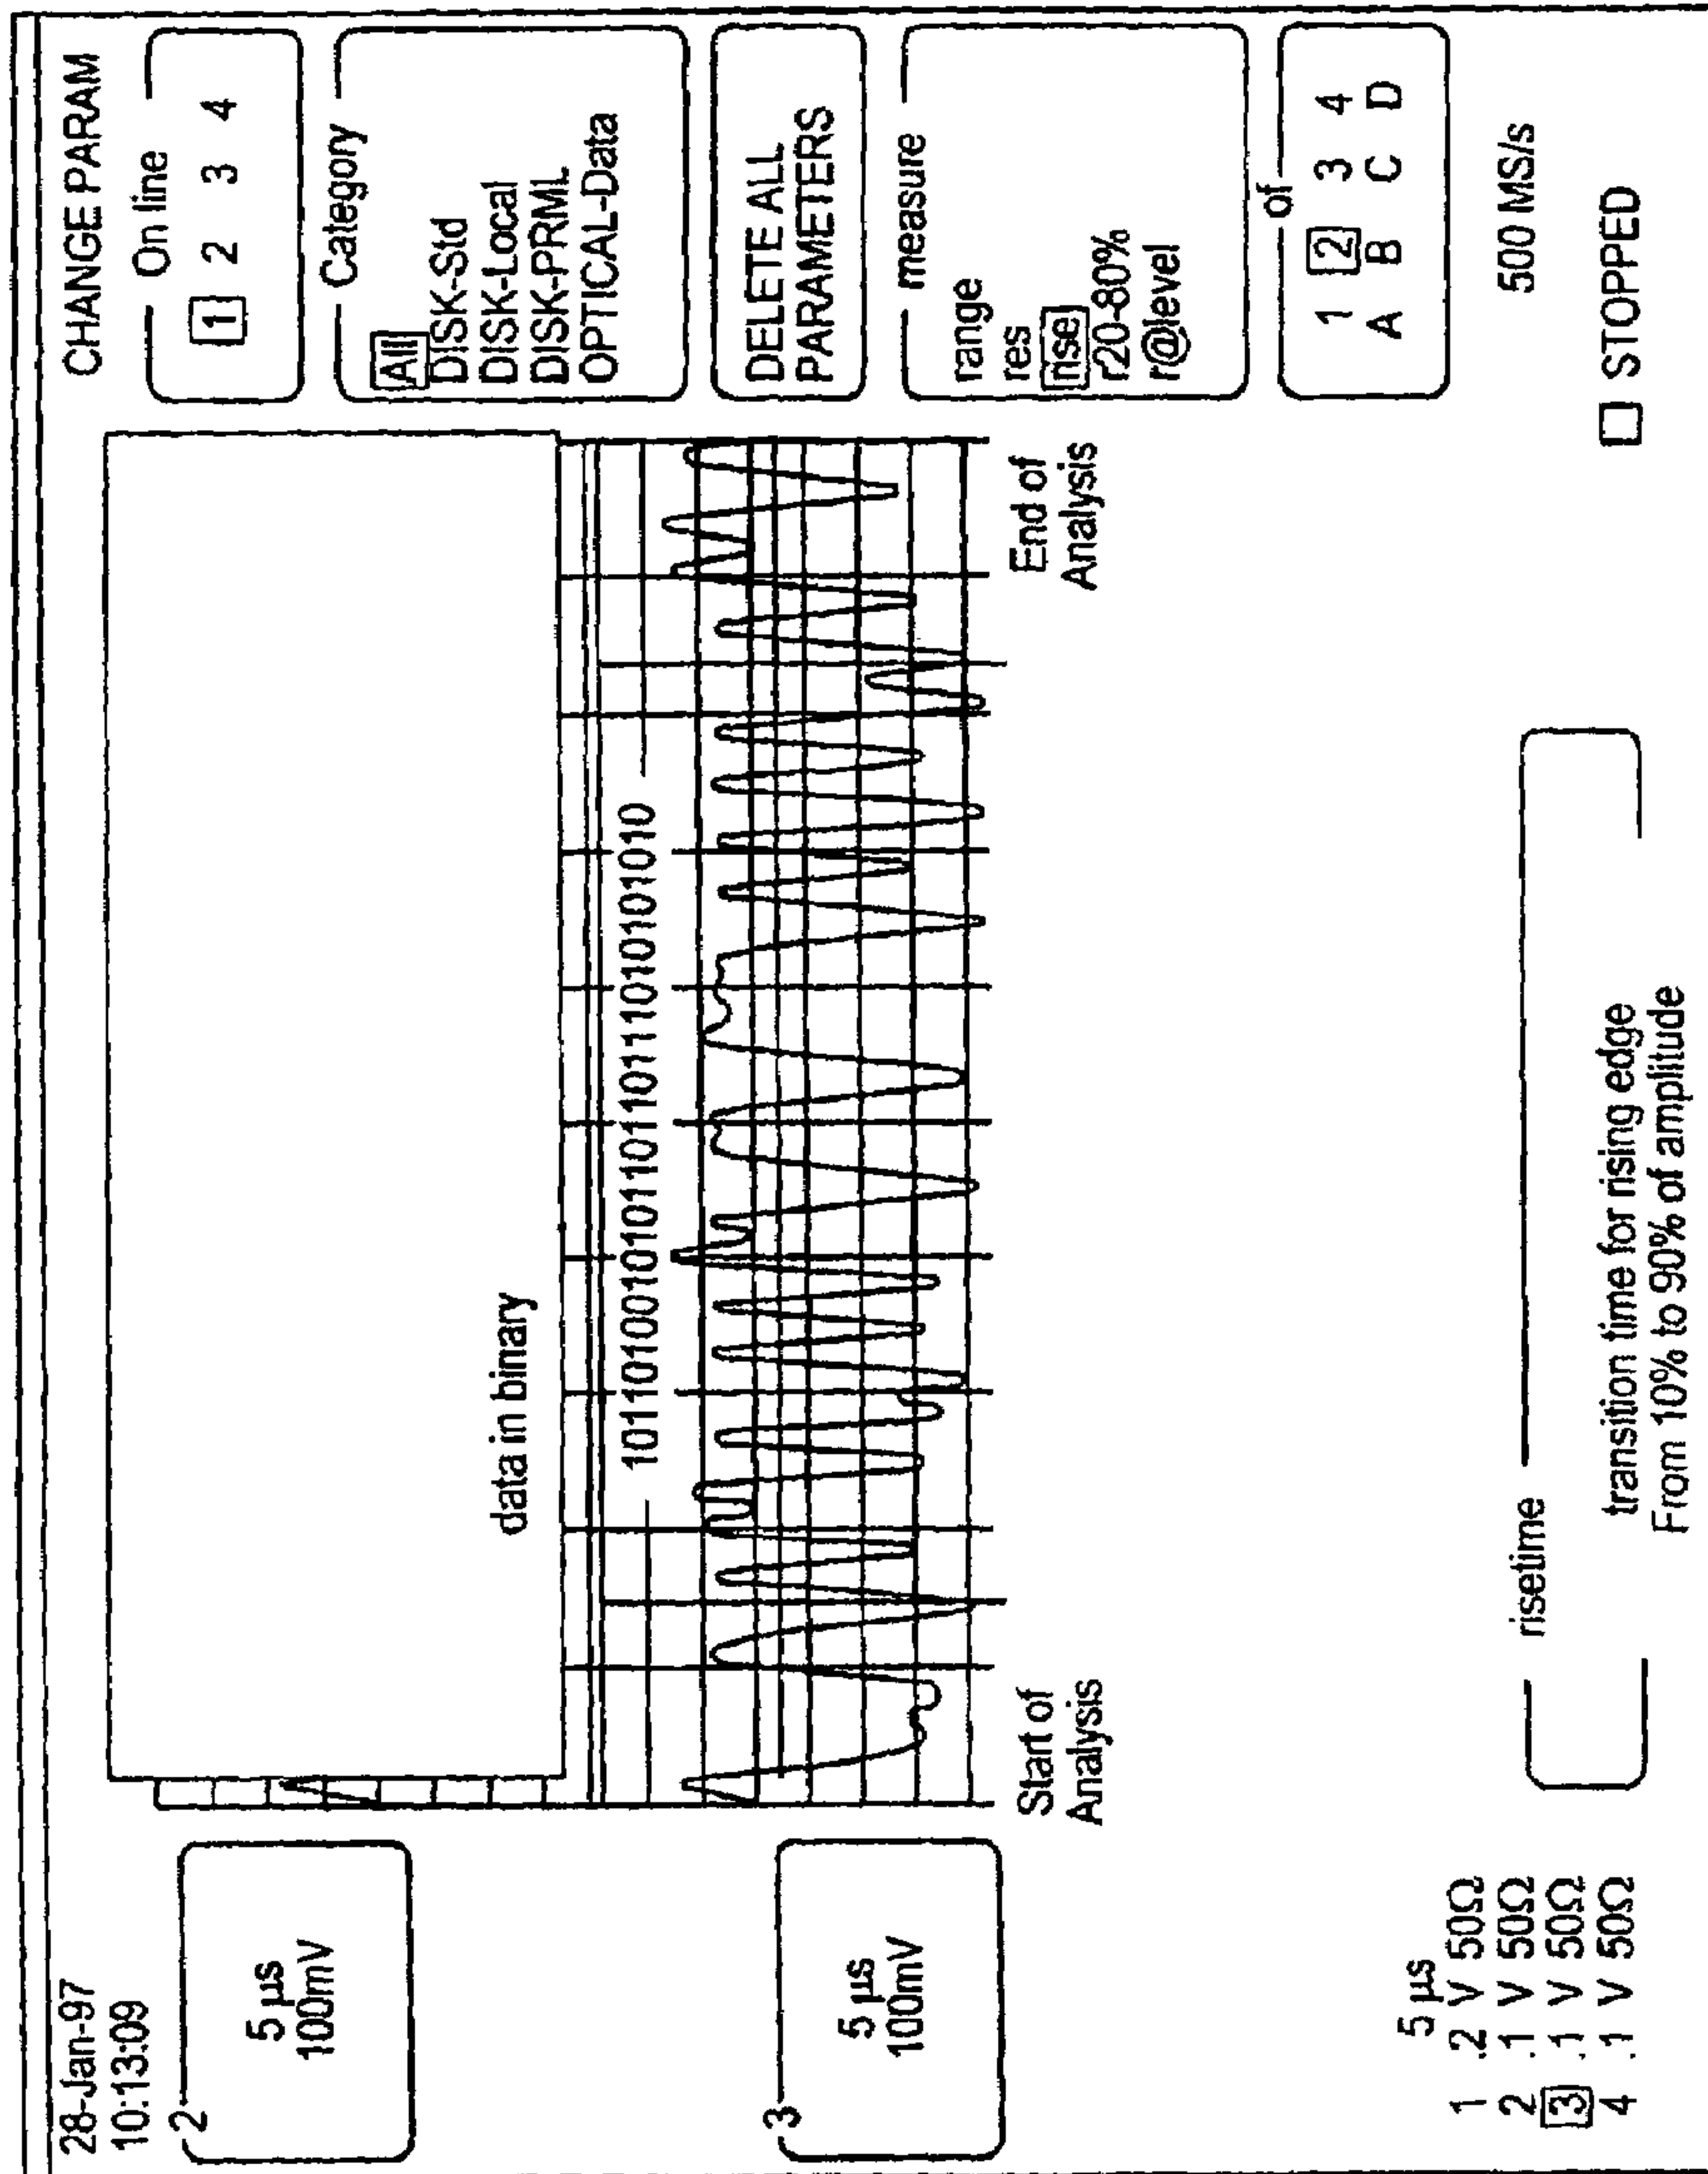 28-Jan-97
10:13:09
2
5 µs
100mV
3
5 µs
100mV
data in binary
101101001010110110111010101010
Start of
Analysis
End of
Analysis
CHANGE PARAM
On line
1 2 3 4
Category
All
DISK-Std
DISK-Local
DISK-PRML
OPTICAL-Data
DELETE ALL
PARAMETERS
measure
range
res
rise
r20-80%
r@level
of
1 2 3 4
A B C D
5 µs
1 .2 V 50Ω
2 .1 V 50Ω
3 .1 V 50Ω
4 .1 V 50Ω
risetime
transition time for rising edge
From 10% to 90% of amplitude
500 MS/s
STOPPED